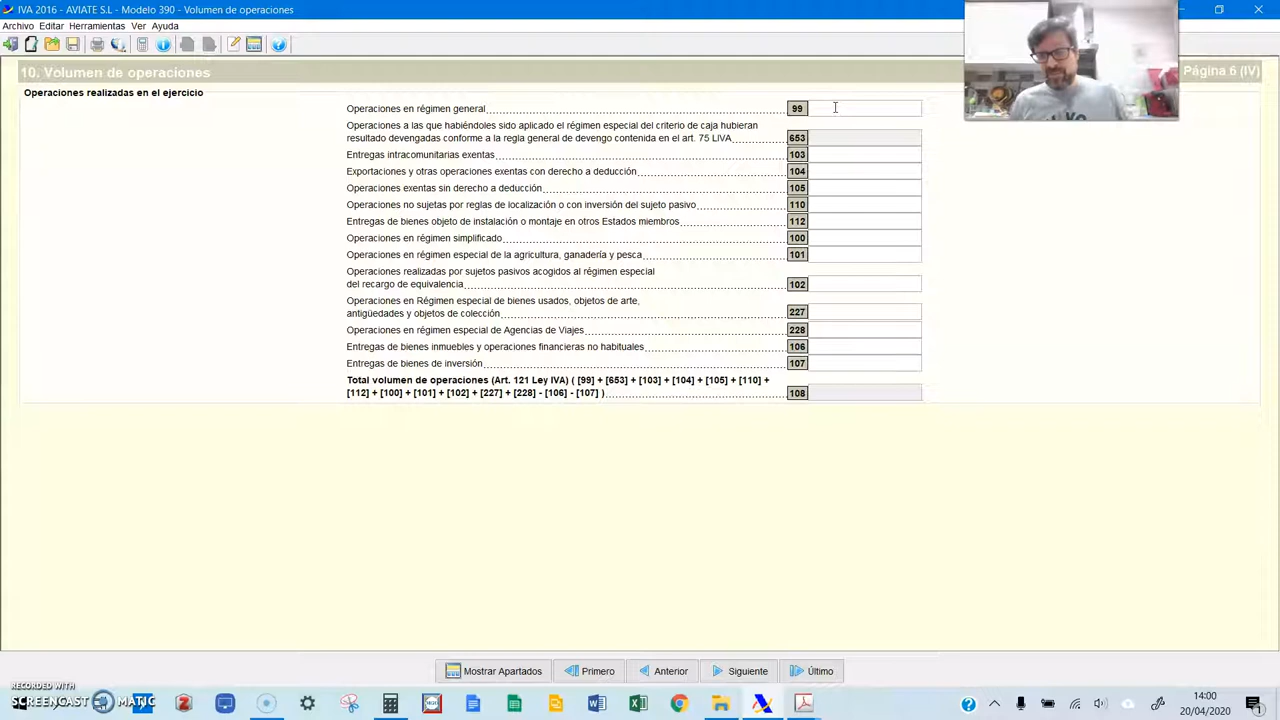 IVA 2016 - AVIATE S.L - Modelo 390 - Volumen de operaciones
Archivo Editar Herramientas Ver Ayuda
10. Volumen de operaciones
Página 6 (IV)
Operaciones realizadas en el ejercicio
Operaciones en régimen general 99
Operaciones a las que habiéndoles sido aplicado el régimen especial del criterio de caja hubieran
resultado devengadas conforme a la regla general de devengo contenida en el art. 75 LIVA 653
Entregas intracomunitarias exentas 103
Exportaciones y otras operaciones exentas con derecho a deducción 104
Operaciones exentas sin derecho a deducción 105
Operaciones no sujetas por reglas de localización o con inversión del sujeto pasivo 110
Entregas de bienes objeto de instalación o montaje en otros Estados miembros 112
Operaciones en régimen simplificado 100
Operaciones en régimen especial de la agricultura, ganadería y pesca 101
Operaciones realizadas por sujetos pasivos acogidos al régimen especial
del recargo de equivalencia 102
Operaciones en Régimen especial de bienes usados, objetos de arte,
antigüedades y objetos de colección 227
Operaciones en régimen especial de Agencias de Viajes 228
Entregas de bienes inmuebles y operaciones financieras no habituales 106
Entregas de bienes de inversión 107
Total volumen de operaciones (Art. 121 Ley IVA) ( [99] + [653] + [103] + [104] + [105] + [110] +
[112] + [100] + [101] + [102] + [227] + [228] - [106] - [107] ) 108
Mostrar Apartados Primero Anterior Siguiente Último
RECORDED WITH
SCREENCAST MATIC
14:00
20/04/2020